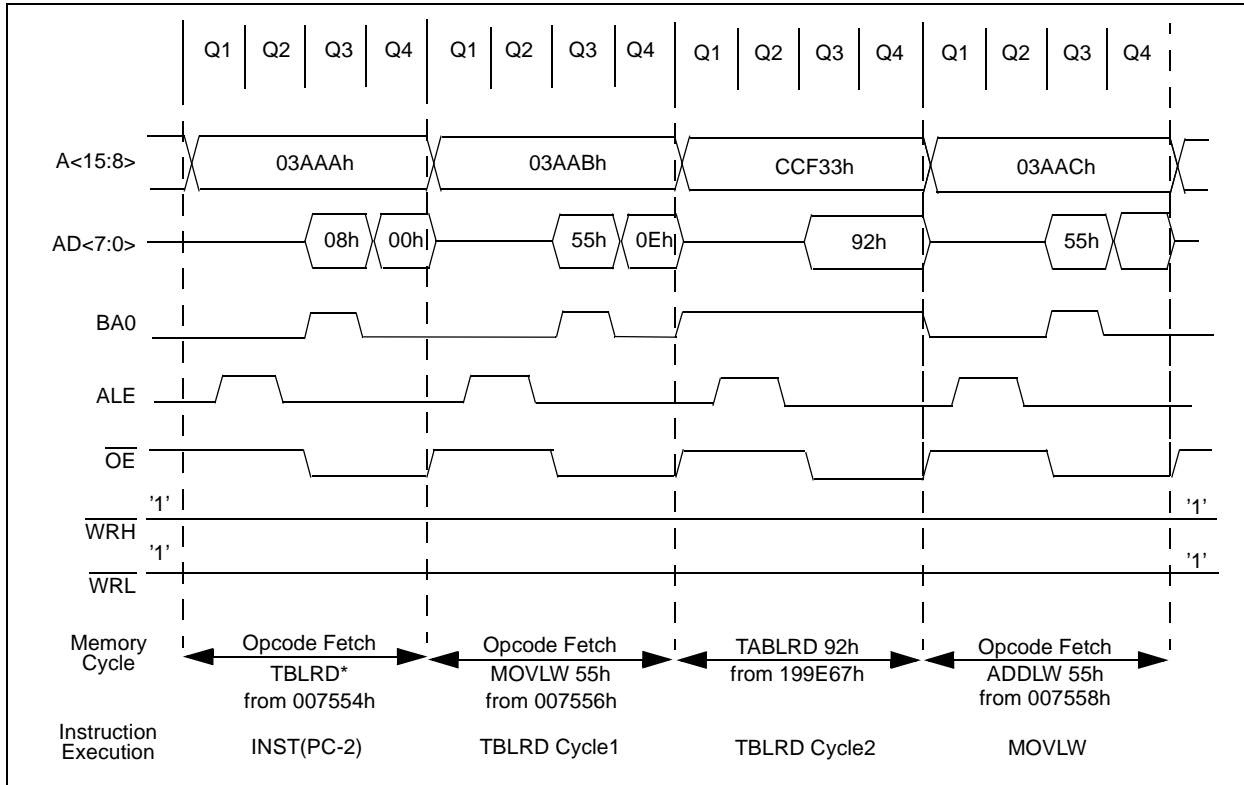 Q1 Q2 Q3 Q4 Q1 Q2 Q3 Q4 Q1 Q2 Q3 Q4 Q1 Q2 Q3 Q4
A<15:8> 03AAAh 03AABh CCF33h 03AACh
AD<7:0> 08h 00h 55h 0Eh 92h 55h
BA0
ALE
OE
'1' '1'
WRH
'1' '1'
WRL
Memory Cycle
Opcode Fetch
TBLRD*
from 007554h
Opcode Fetch
MOVLW 55h
from 007556h
TABLRD 92h
from 199E67h
Opcode Fetch
ADDLW 55h
from 007558h
Instruction
Execution
INST(PC-2) TBLRD Cycle1 TBLRD Cycle2 MOVLW